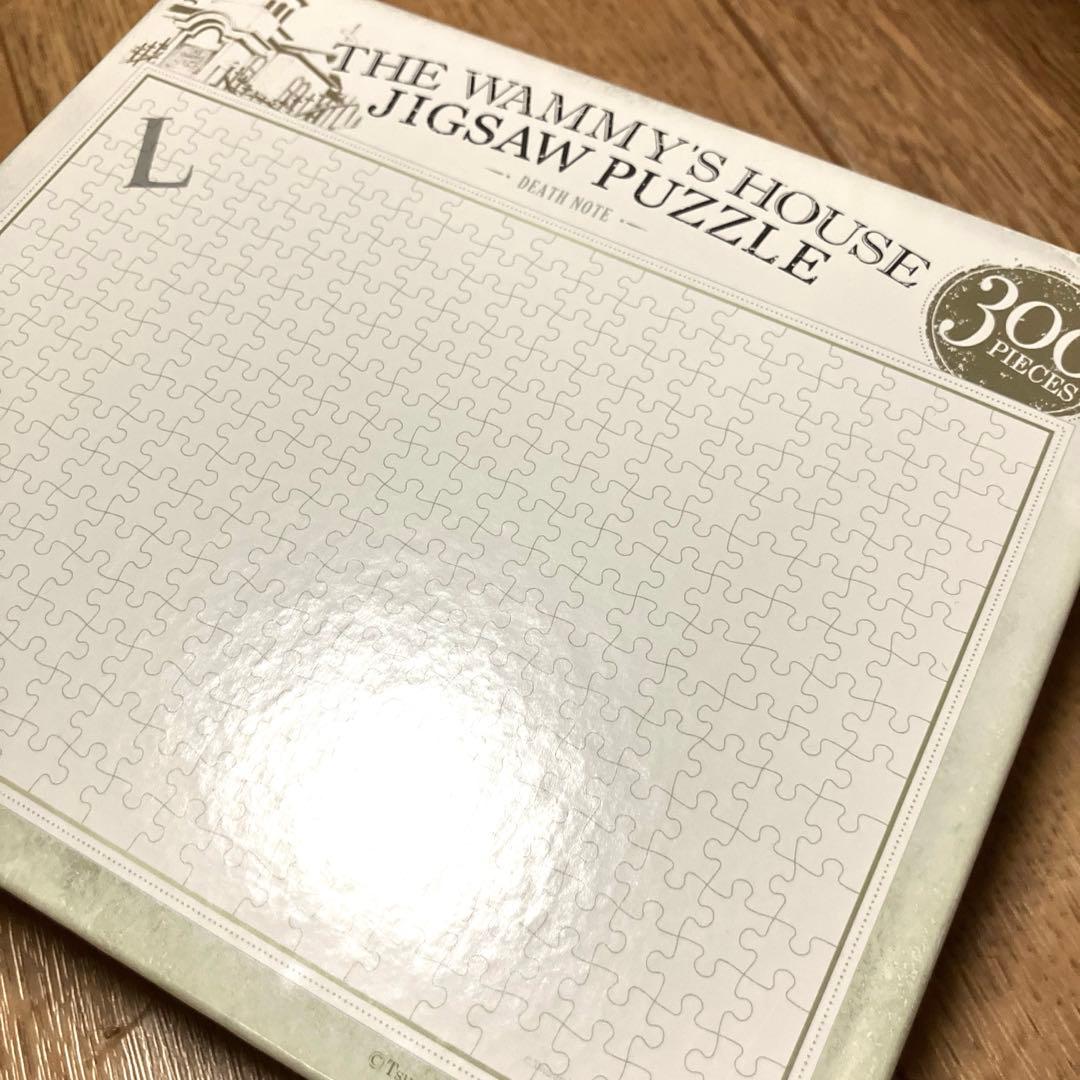 THE WAMMY'S HOUSE
JIGSAW PUZZLE
DEATH NOTE
L
PIECES
©